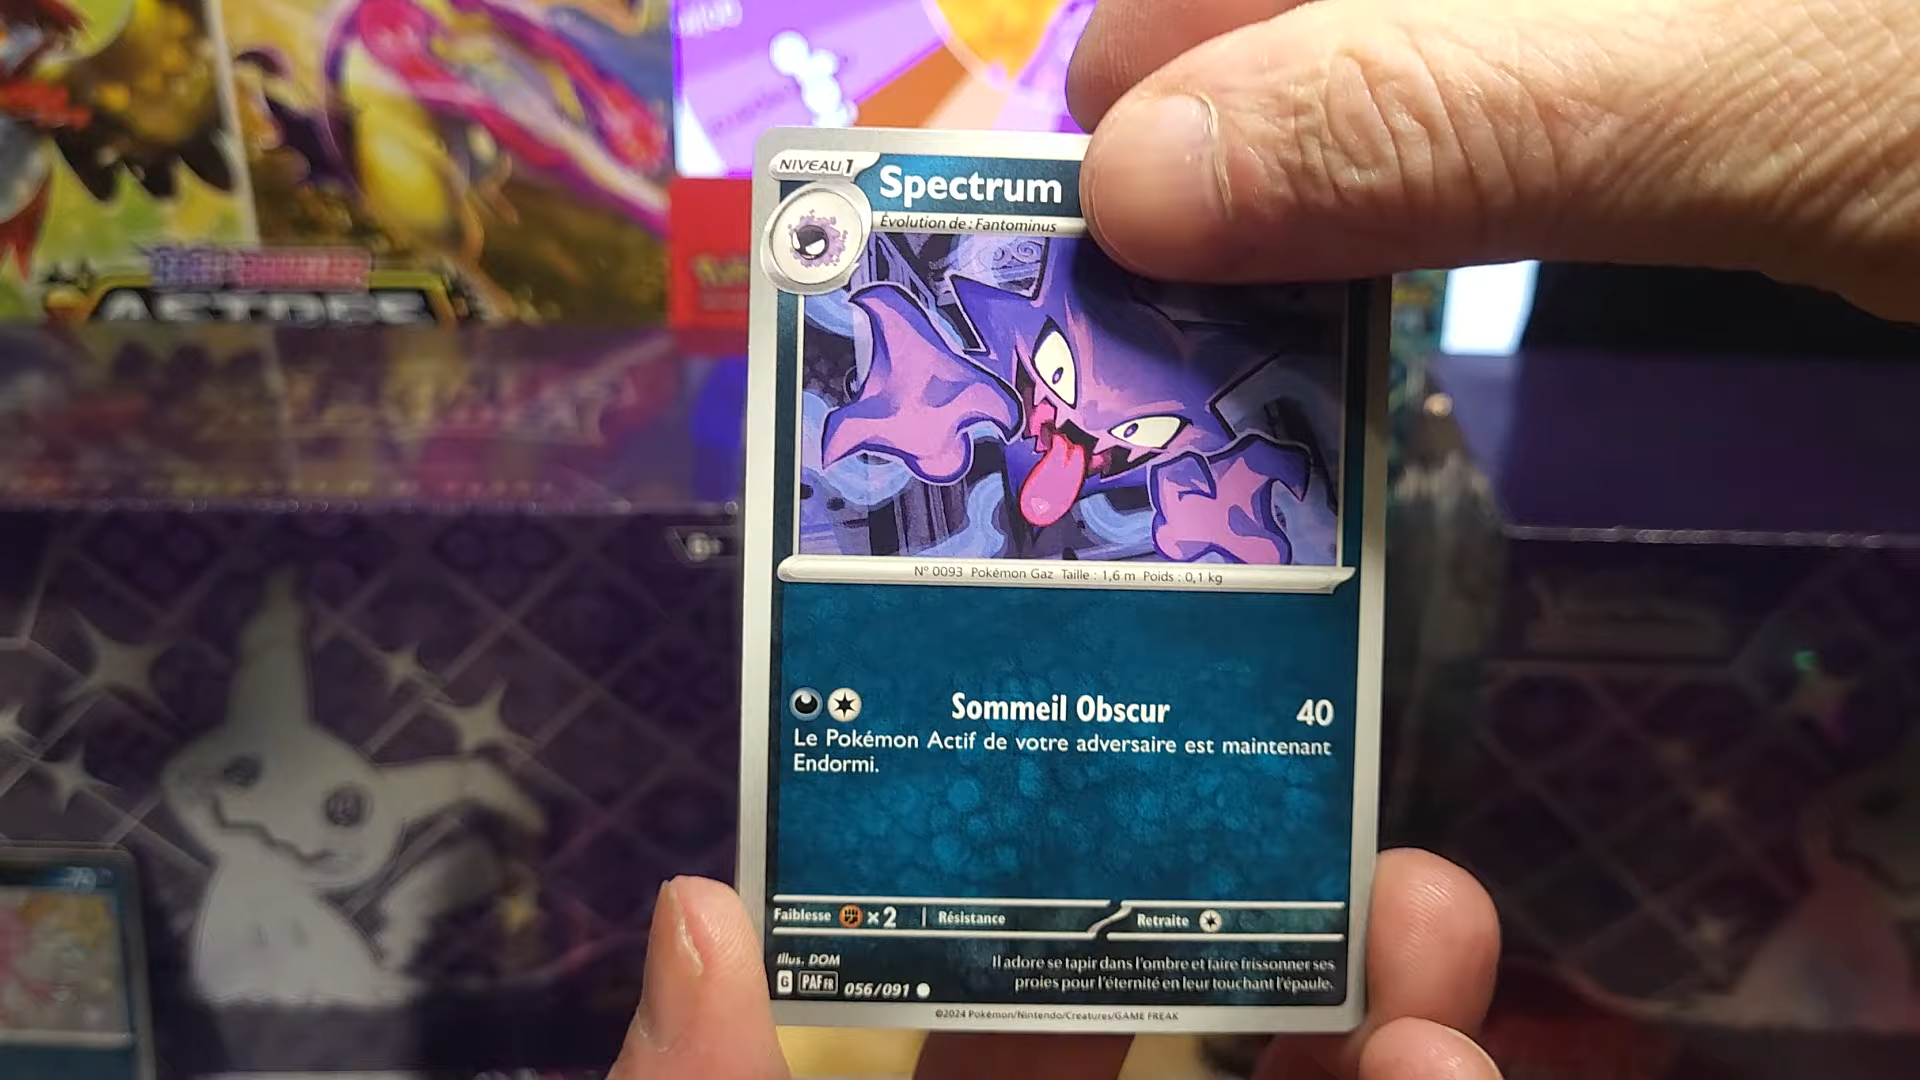 NIVEAU 1
Spectrum
Évolution de : Fantominus
N° 0093 Pokémon Gaz Taille : 1,6 m Poids : 0,1 kg
Sommeil Obscur 40
Le Pokémon Actif de votre adversaire est maintenant
Endormi.
Faiblesse ×2 Résistance Retraite
Illus. DOM
Il adore se tapir dans l'ombre et faire frissonner ses
proies pour l'éternité en leur touchant l'épaule.
G PAF FR 056/091
©2024 Pokémon/Nintendo/Creatures/GAME FREAK
ASTRES
6+